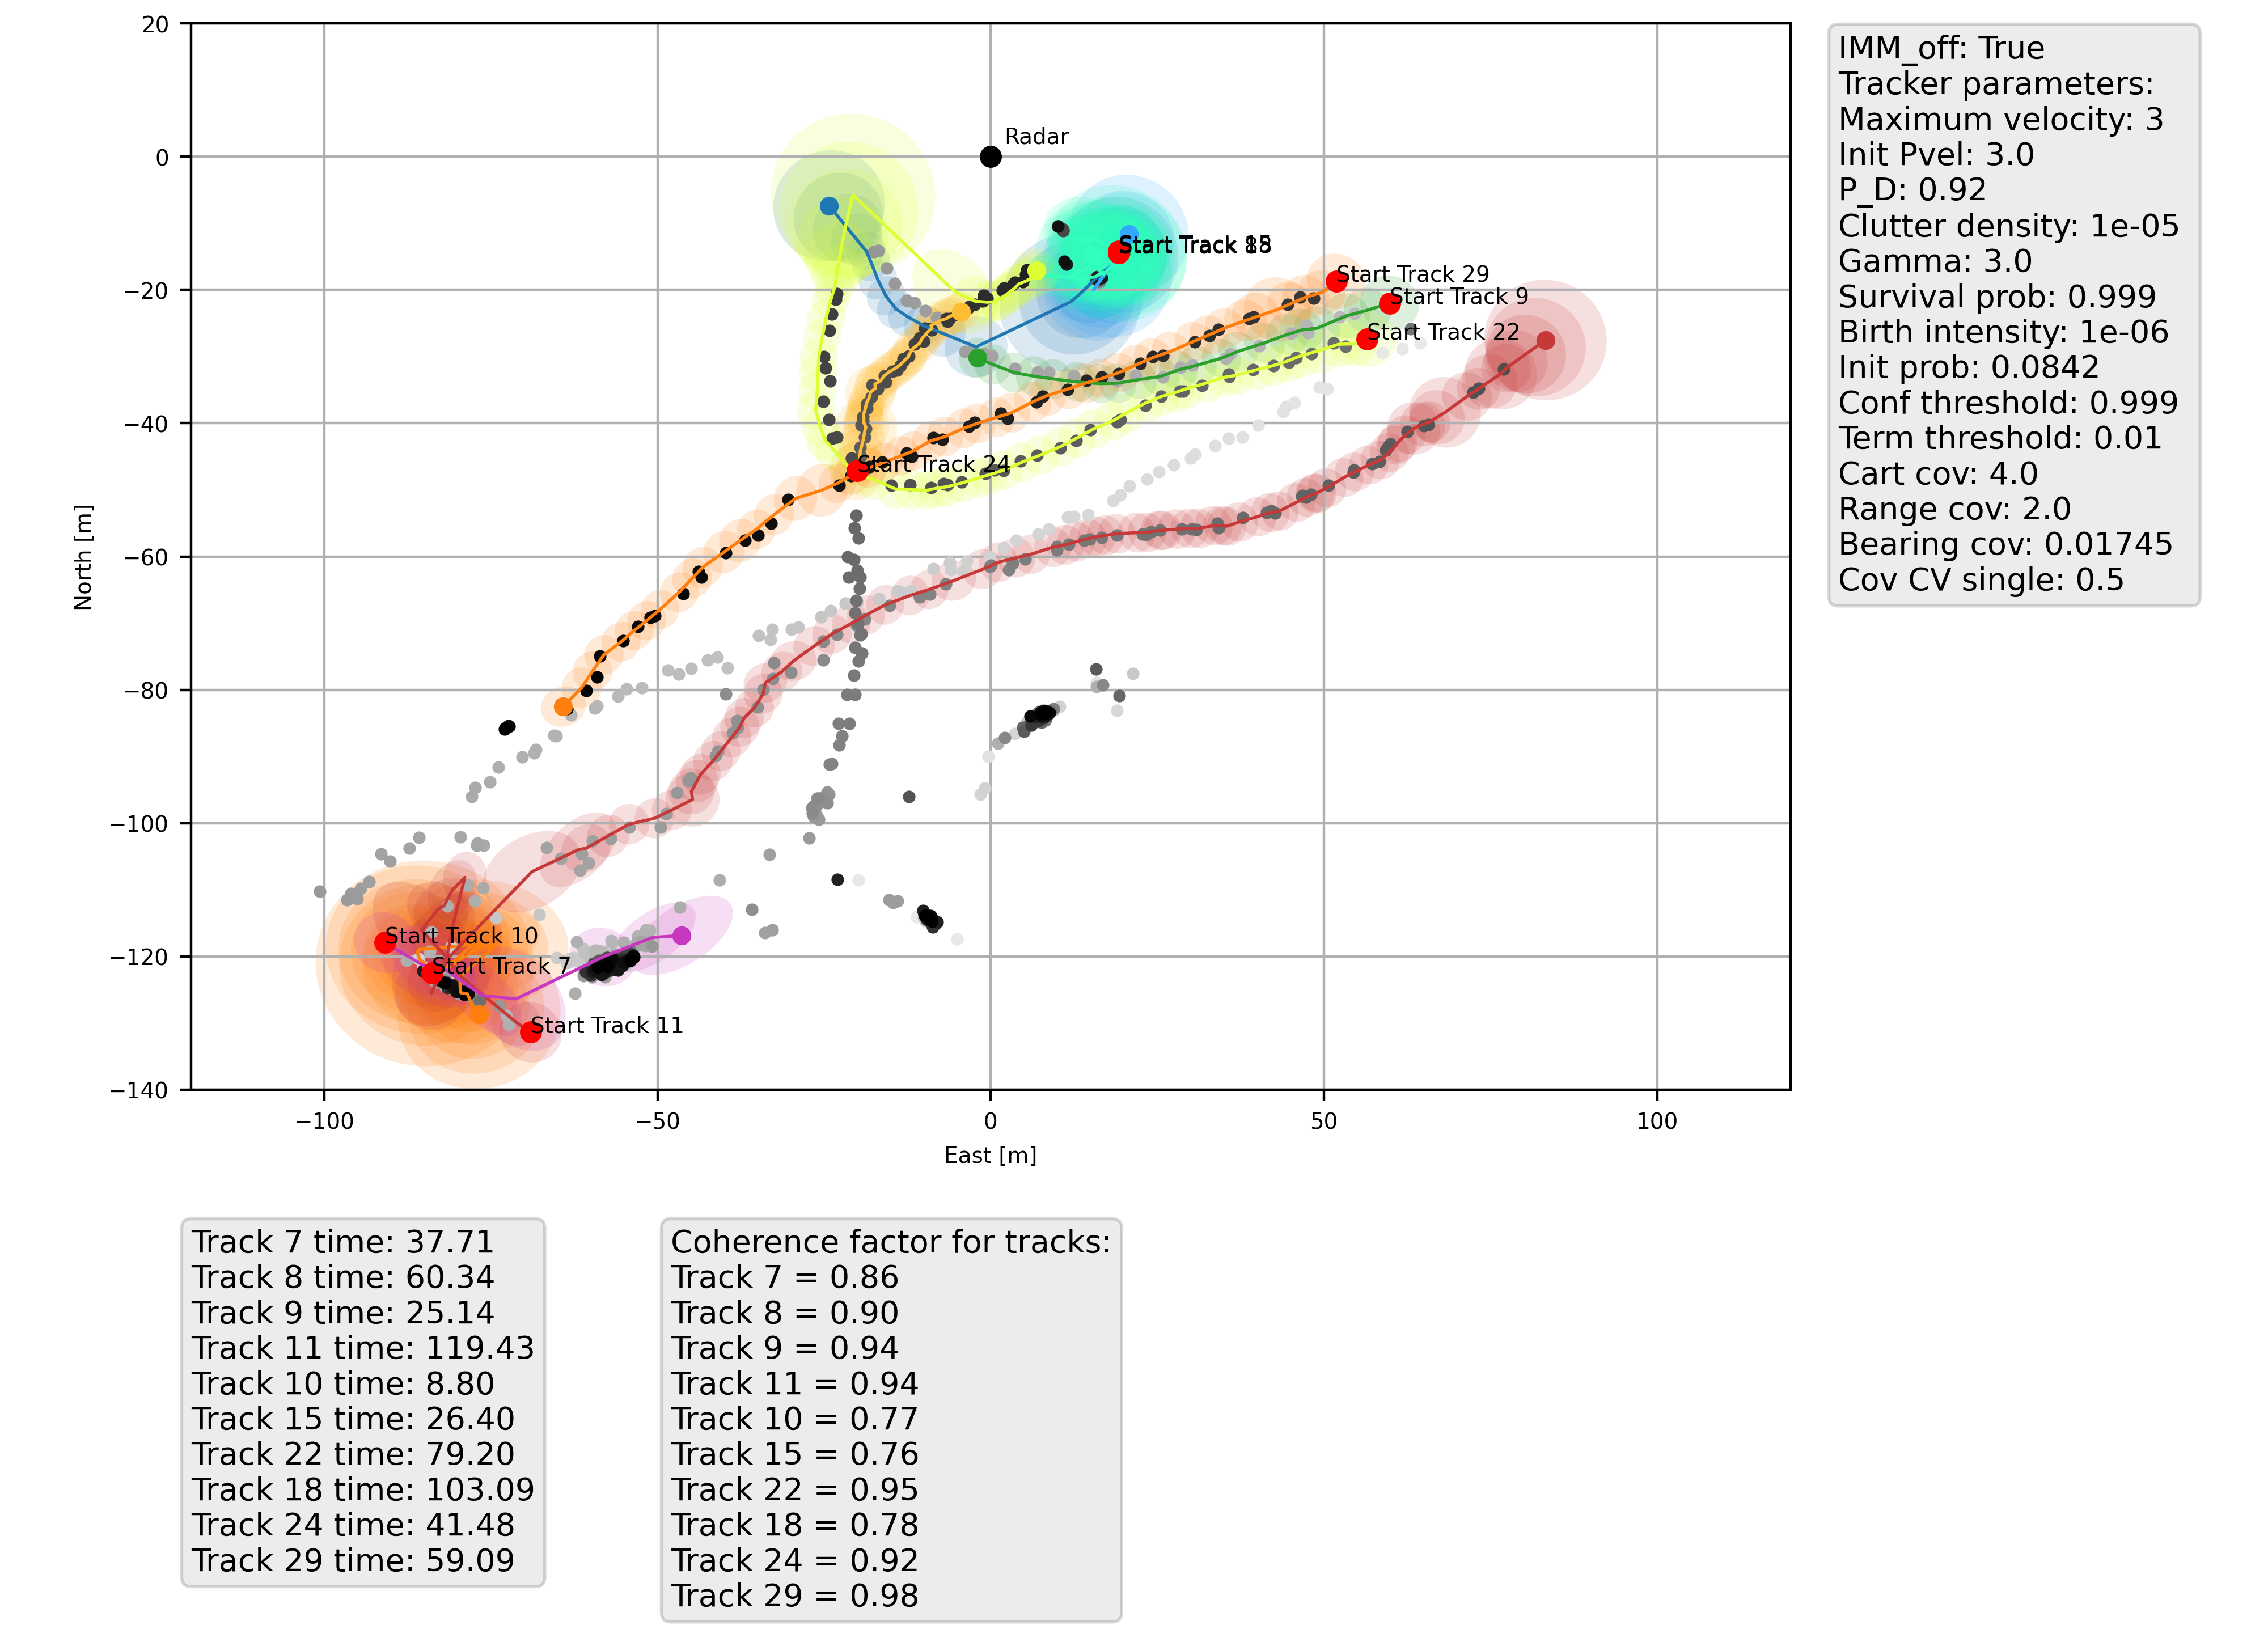 20
0
−20
−40
−60
−80
−100
−120
−140
North [m]
−100
−50
0
50
100
East [m]
Radar
Start Track 8
Start Track 15
Start Track 18
Start Track 29
Start Track 9
Start Track 22
Start Track 24
Start Track 10
Start Track 7
Start Track 11
IMM_off: True
Tracker parameters:
Maximum velocity: 3
Init Pvel: 3.0
P_D: 0.92
Clutter density: 1e-05
Gamma: 3.0
Survival prob: 0.999
Birth intensity: 1e-06
Init prob: 0.0842
Conf threshold: 0.999
Term threshold: 0.01
Cart cov: 4.0
Range cov: 2.0
Bearing cov: 0.01745
Cov CV single: 0.5
Track 7 time: 37.71
Track 8 time: 60.34
Track 9 time: 25.14
Track 11 time: 119.43
Track 10 time: 8.80
Track 15 time: 26.40
Track 22 time: 79.20
Track 18 time: 103.09
Track 24 time: 41.48
Track 29 time: 59.09
Coherence factor for tracks:
Track 7 = 0.86
Track 8 = 0.90
Track 9 = 0.94
Track 11 = 0.94
Track 10 = 0.77
Track 15 = 0.76
Track 22 = 0.95
Track 18 = 0.78
Track 24 = 0.92
Track 29 = 0.98